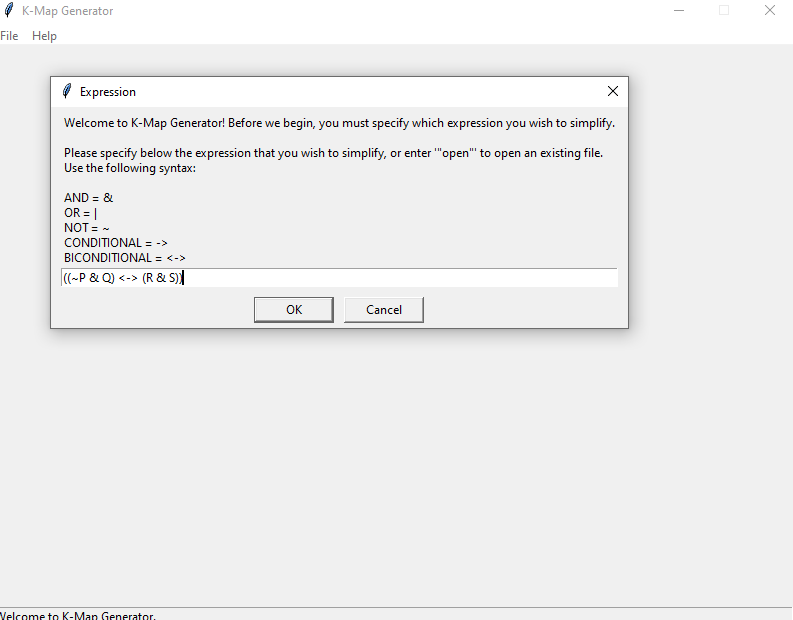 K-Map Generator
File Help
Expression
Welcome to K-Map Generator! Before we begin, you must specify which expression you wish to simplify.
Please specify below the expression that you wish to simplify, or enter '"open"' to open an existing file.
Use the following syntax:
AND = &
OR = |
NOT = ~
CONDITIONAL = ->
BICONDITIONAL = <->
((~P & Q) <-> (R & S))
OK Cancel
Welcome to K-Map Generator.